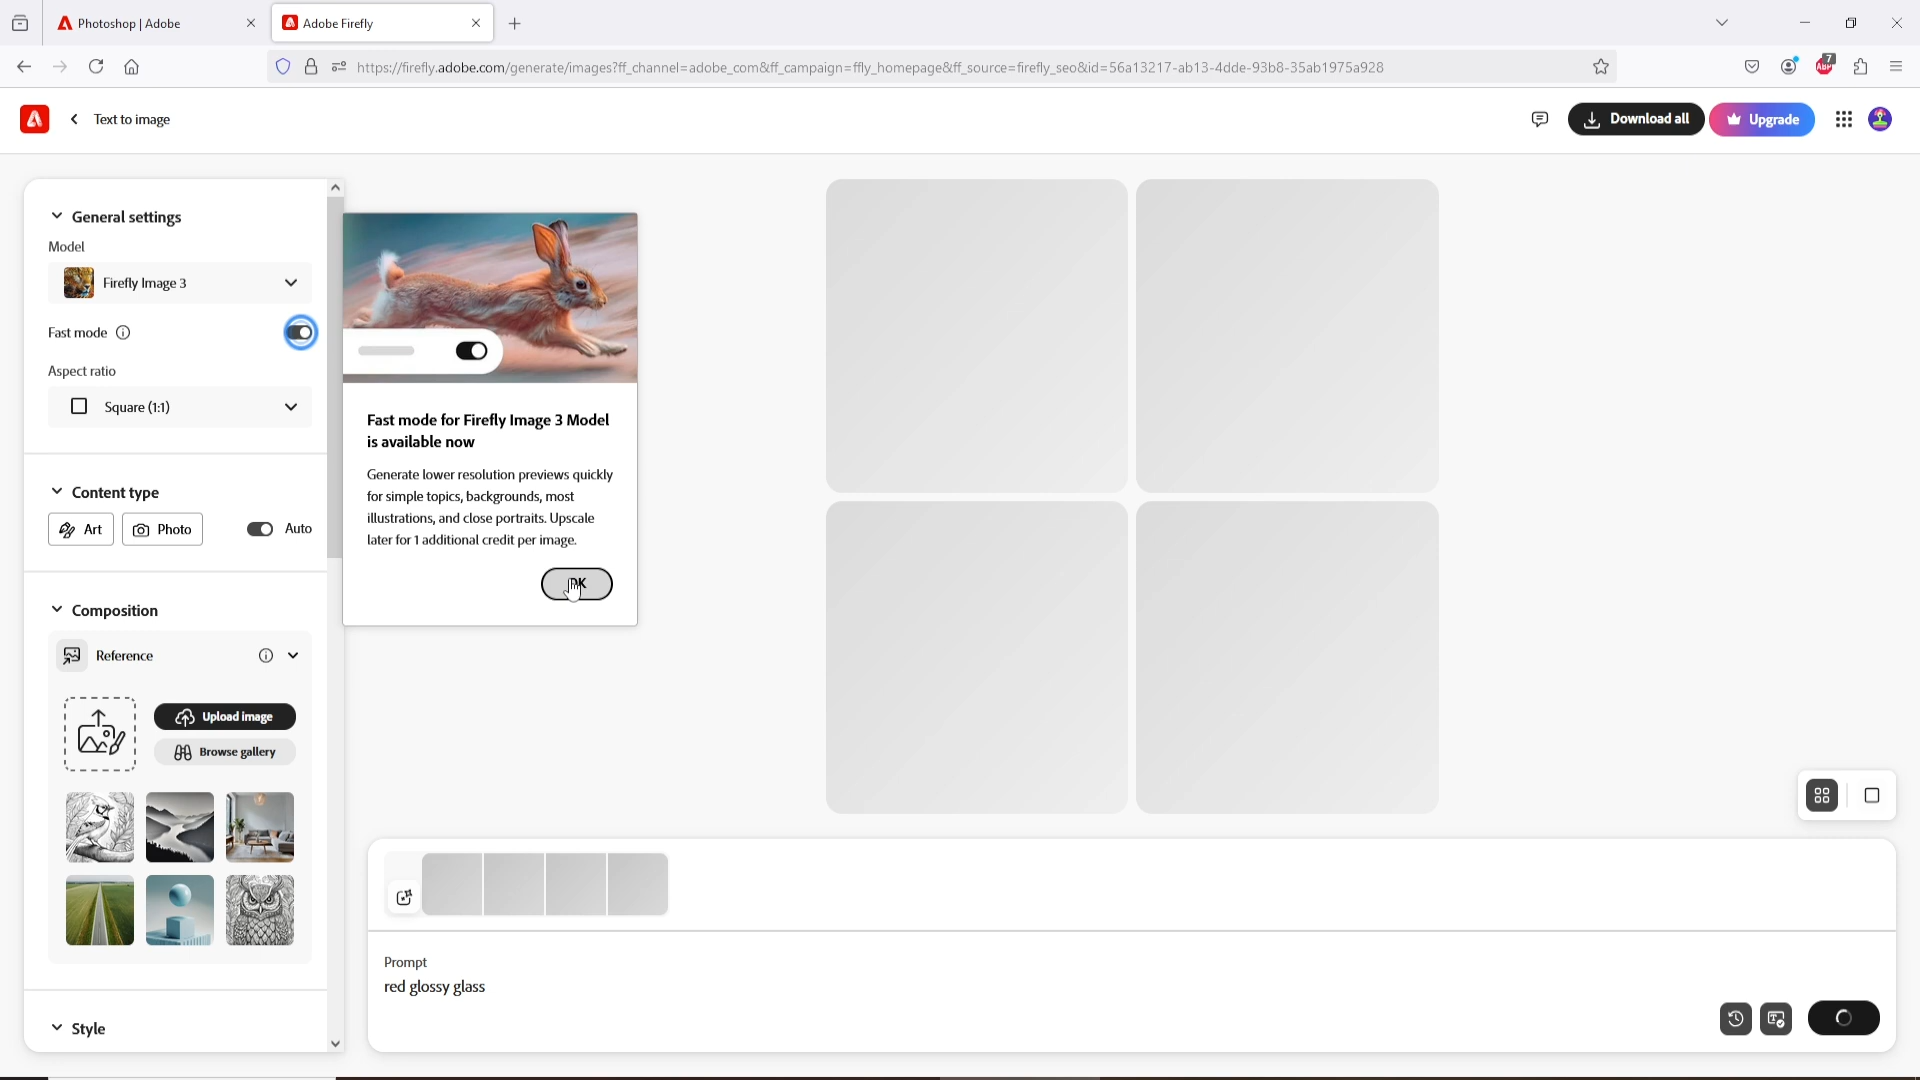 Photoshop | Adobe
Adobe Firefly
https://firefly.adobe.com/generate/images?ff_channel=adobe_com&ff_campaign=ffly_homepage&ff_source=firefly_seo&id=56a13217-ab13-4dde-93b8-35ab1975a928
ABP
7
Text to image
Download all
Upgrade
General settings
Model
Firefly Image 3
Fast mode
Aspect ratio
Square (1:1)
Content type
Art
Photo
Auto
Composition
Reference
Upload image
Browse gallery
Style
Fast mode for Firefly Image 3 Model
is available now
Generate lower resolution previews quickly
for simple topics, backgrounds, most
illustrations, and close portraits. Upscale
later for 1 additional credit per image.
OK
Prompt
red glossy glass